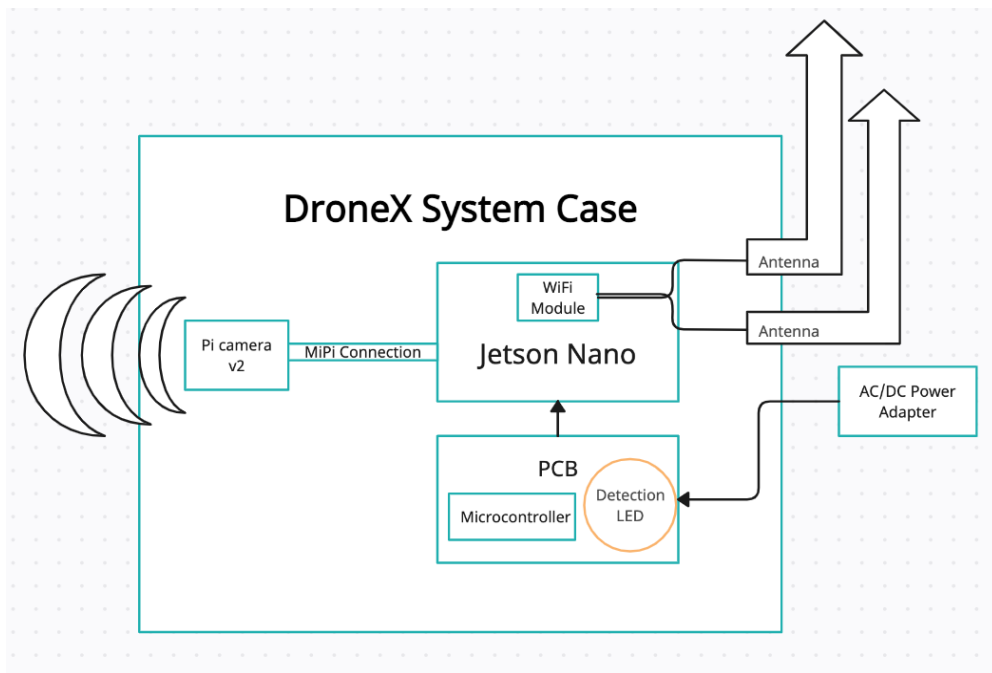 DroneX System Case
Antenna
WiFi
Module
Pi camera
v2
MiPi Connection
Jetson Nano
Antenna
AC/DC Power
Adapter
PCB
Microcontroller
Detection
LED